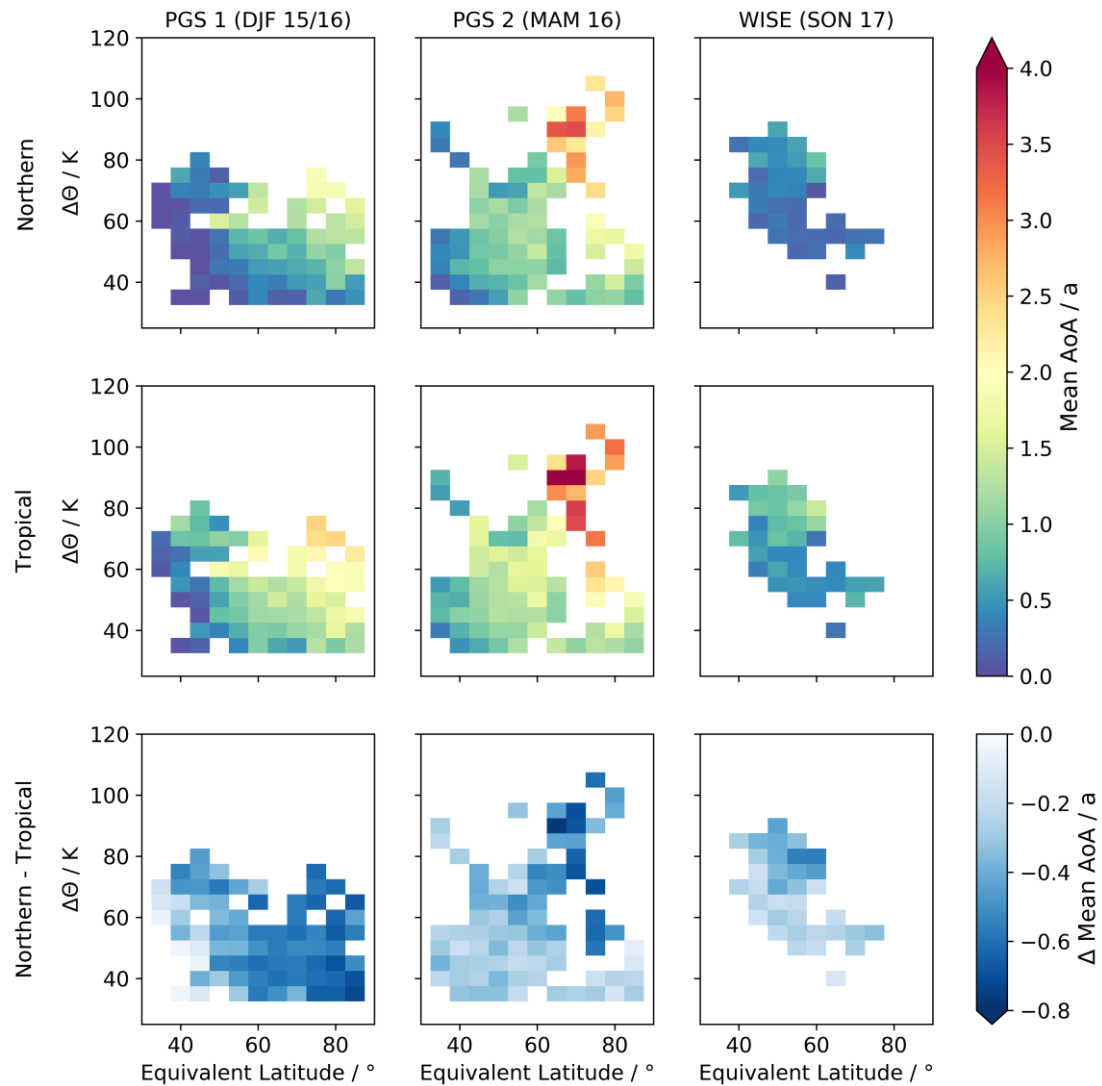 PGS 1 (DJF 15/16)
PGS 2 (MAM 16)
WISE (SON 17)
Northern
ΔΘ / K
120
100
80
60
40
Tropical
ΔΘ / K
120
100
80
60
40
Northern - Tropical
ΔΘ / K
120
100
80
60
40
40 60 80
40 60 80
40 60 80
Equivalent Latitude / °
Equivalent Latitude / °
Equivalent Latitude / °
4.0
3.5
3.0
2.5
2.0
1.5
1.0
0.5
0.0
Mean AoA / a
0.0
−0.2
−0.4
−0.6
−0.8
Δ Mean AoA / a